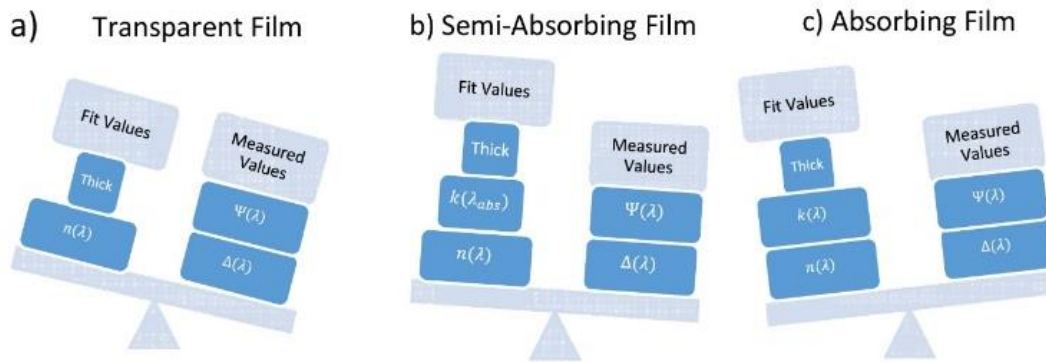 a) Transparent Film
Fit Values
Thick
n(λ)
Measured
Values
Ψ(λ)
Δ(λ)
b) Semi-Absorbing Film
Fit Values
Thick
k(λabs)
n(λ)
Measured
Values
Ψ(λ)
Δ(λ)
c) Absorbing Film
Fit Values
Thick
k(λ)
n(λ)
Measured
Values
Ψ(λ)
Δ(λ)